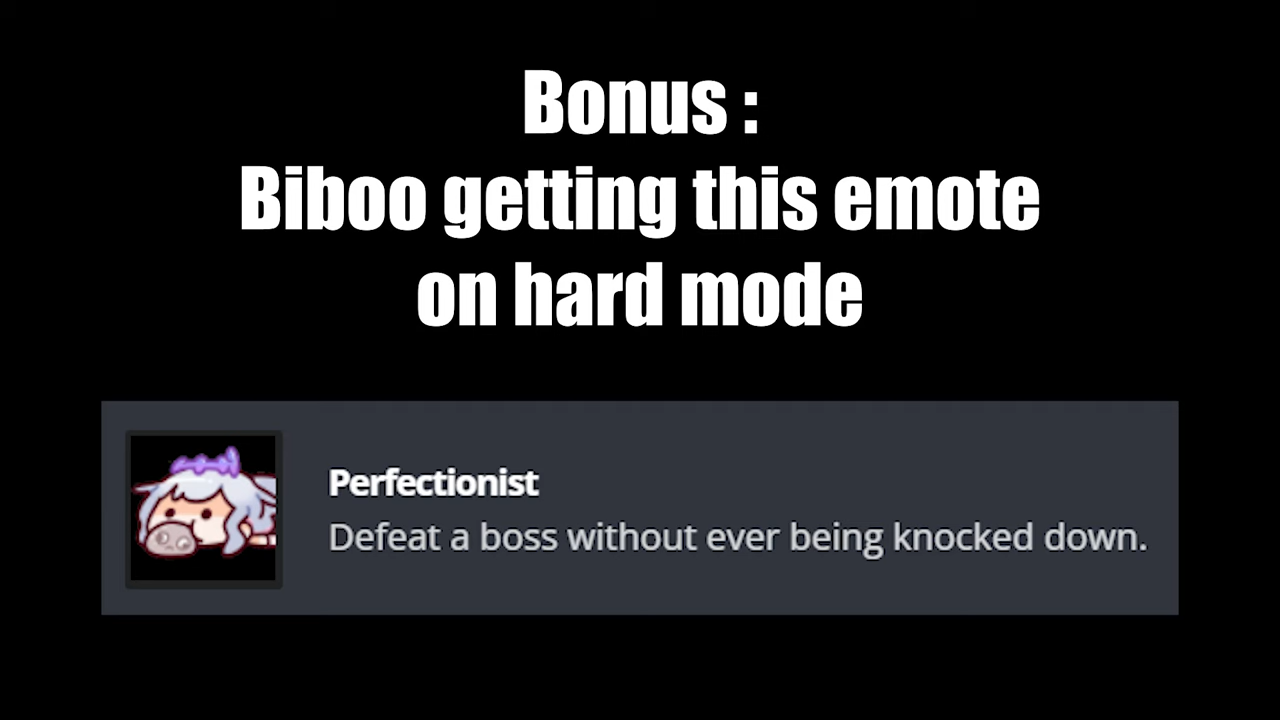 Bonus :
Biboo getting this emote
on hard mode
Perfectionist
Defeat a boss without ever being knocked down.